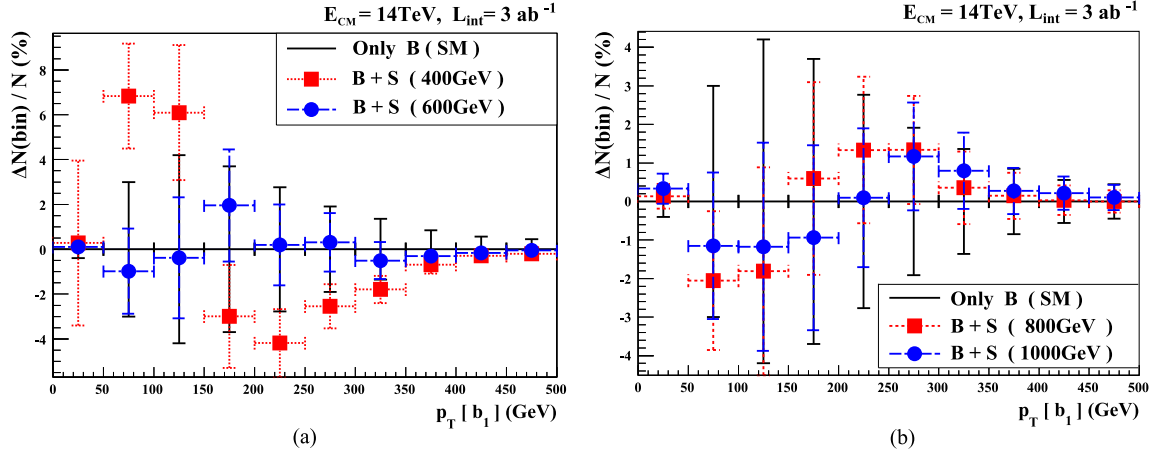 E_CM = 14TeV, L_int = 3 ab^-1
ΔN(bin) / N (%)
Only B ( SM )
B + S ( 400GeV )
B + S ( 600GeV )
8
6
4
2
0
-2
-4
0 50 100 150 200 250 300 350 400 450 500
p_T [ b_1 ] (GeV)
(a)
E_CM = 14TeV, L_int = 3 ab^-1
ΔN(bin) / N (%)
4
3
2
1
0
-1
-2
-3
-4
Only B ( SM )
B + S ( 800GeV )
B + S ( 1000GeV )
0 50 100 150 200 250 300 350 400 450 500
p_T [ b_1 ] (GeV)
(b)